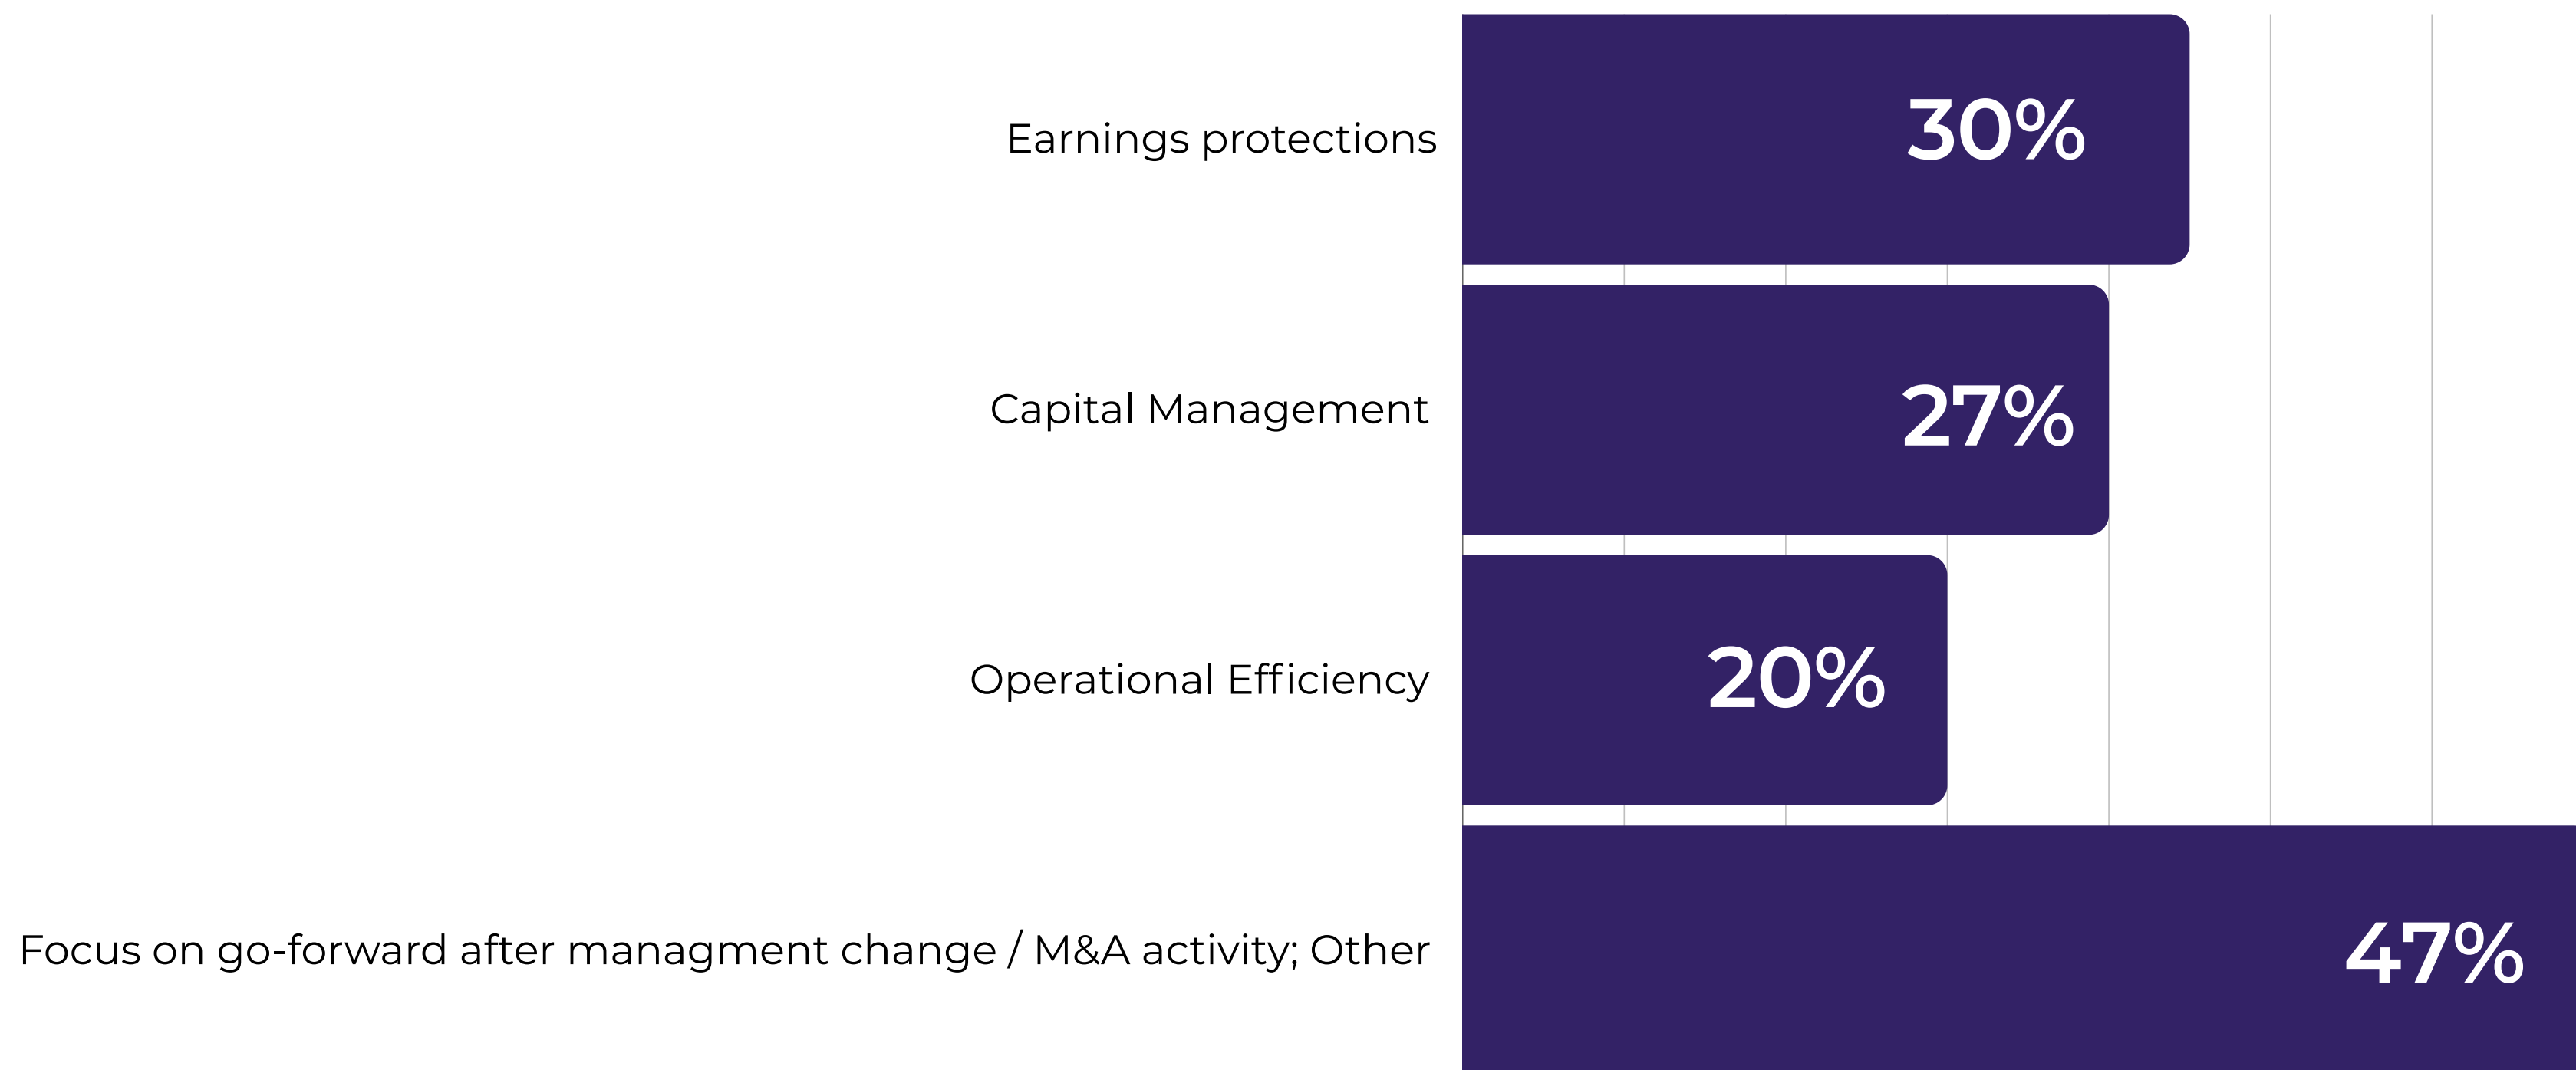 Earnings protections 30%
Capital Management 27%
Operational Efficiency 20%
Focus on go-forward after managment change / M&A activity; Other 47%